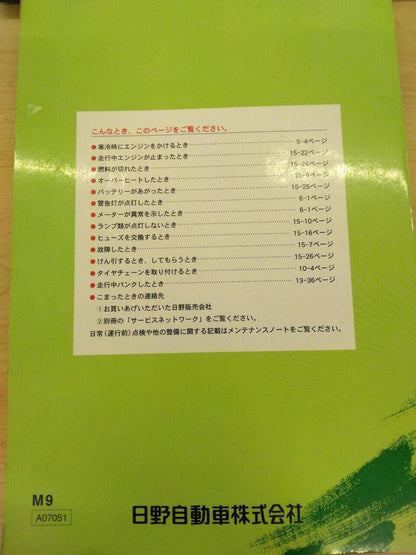 こんなとき、このページをご覧ください。
●寒冷時にエンジンをかけるとき 5-4ページ
●走行中エンジンが止まったとき 15-22ページ
●燃料が切れたとき 15-24ページ
●オーバーヒートしたとき 15-9ページ
●バッテリーがあがったとき 15-25ページ
●警告灯が点灯したとき 6-1ページ
●メーターが異常を示したとき 6-1ページ
●ランプ類が点灯しないとき 15-10ページ
●ヒューズを交換するとき 15-16ページ
●故障したとき 15-7ページ
●けん引するとき、してもらうとき 15-26ページ
●タイヤチェーンを取り付けるとき 10-4ページ
●走行中パンクしたとき 13-36ページ
●こまったときの連絡先
①お買いあげいただいた日野販売会社
②別冊の「サービスネットワーク」をご覧ください。
日常(運行前)点検や他の整備に関する記載はメンテナンスノートをご覧ください。
M9
A07051
日野自動車株式会社